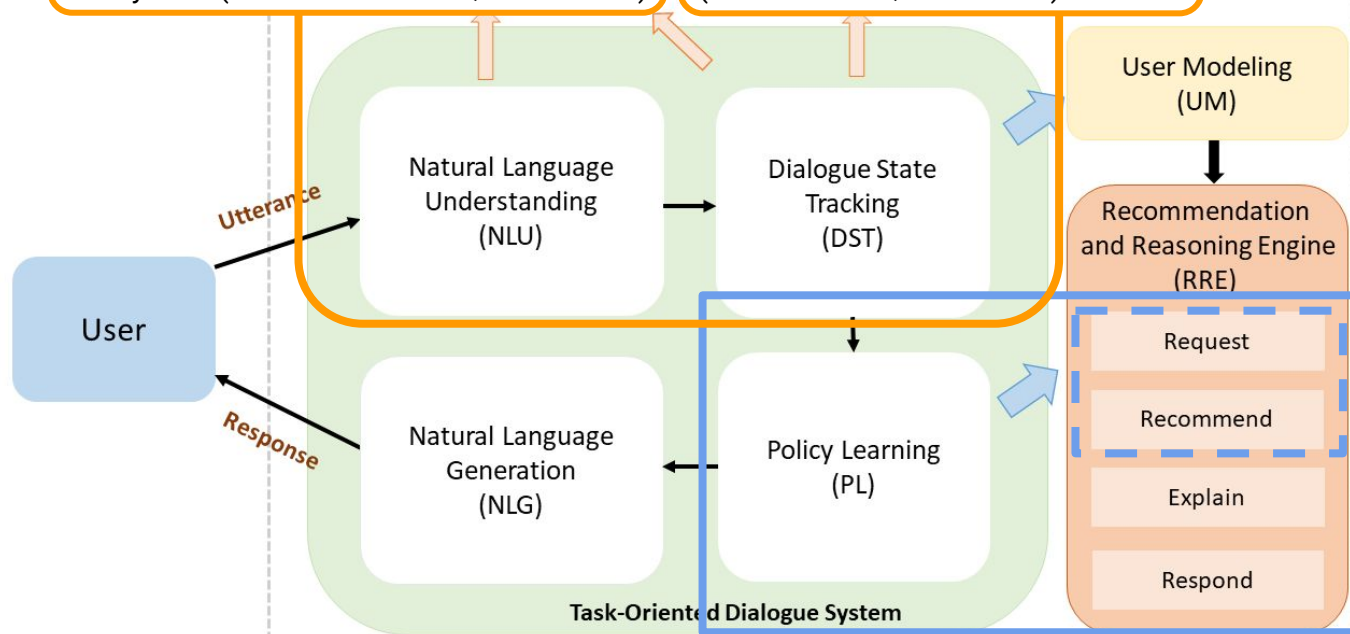 User Modeling
(UM)
Natural Language
Understanding
(NLU)
Dialogue State
Tracking
(DST)
Utterance
Recommendation
and Reasoning Engine
(RRE)
User
Request
Recommend
Explain
Respond
Response
Natural Language
Generation
(NLG)
Policy Learning
(PL)
Task-Oriented Dialogue System